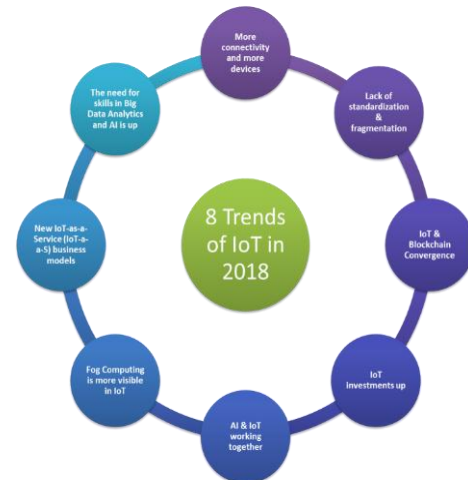 More
connectivity
and more
devices
Lack of
standardization
&
fragmentation
IoT &
Blockchain
Convergence
IoT
investments up
AI & IoT
working
together
Fog Computing
is more visible
in IoT
New IoT-as-a-
Service (IoT-a-
a-S) business
models
The need for
skills in Big
Data Analytics
and AI is up
8 Trends
of IoT in
2018